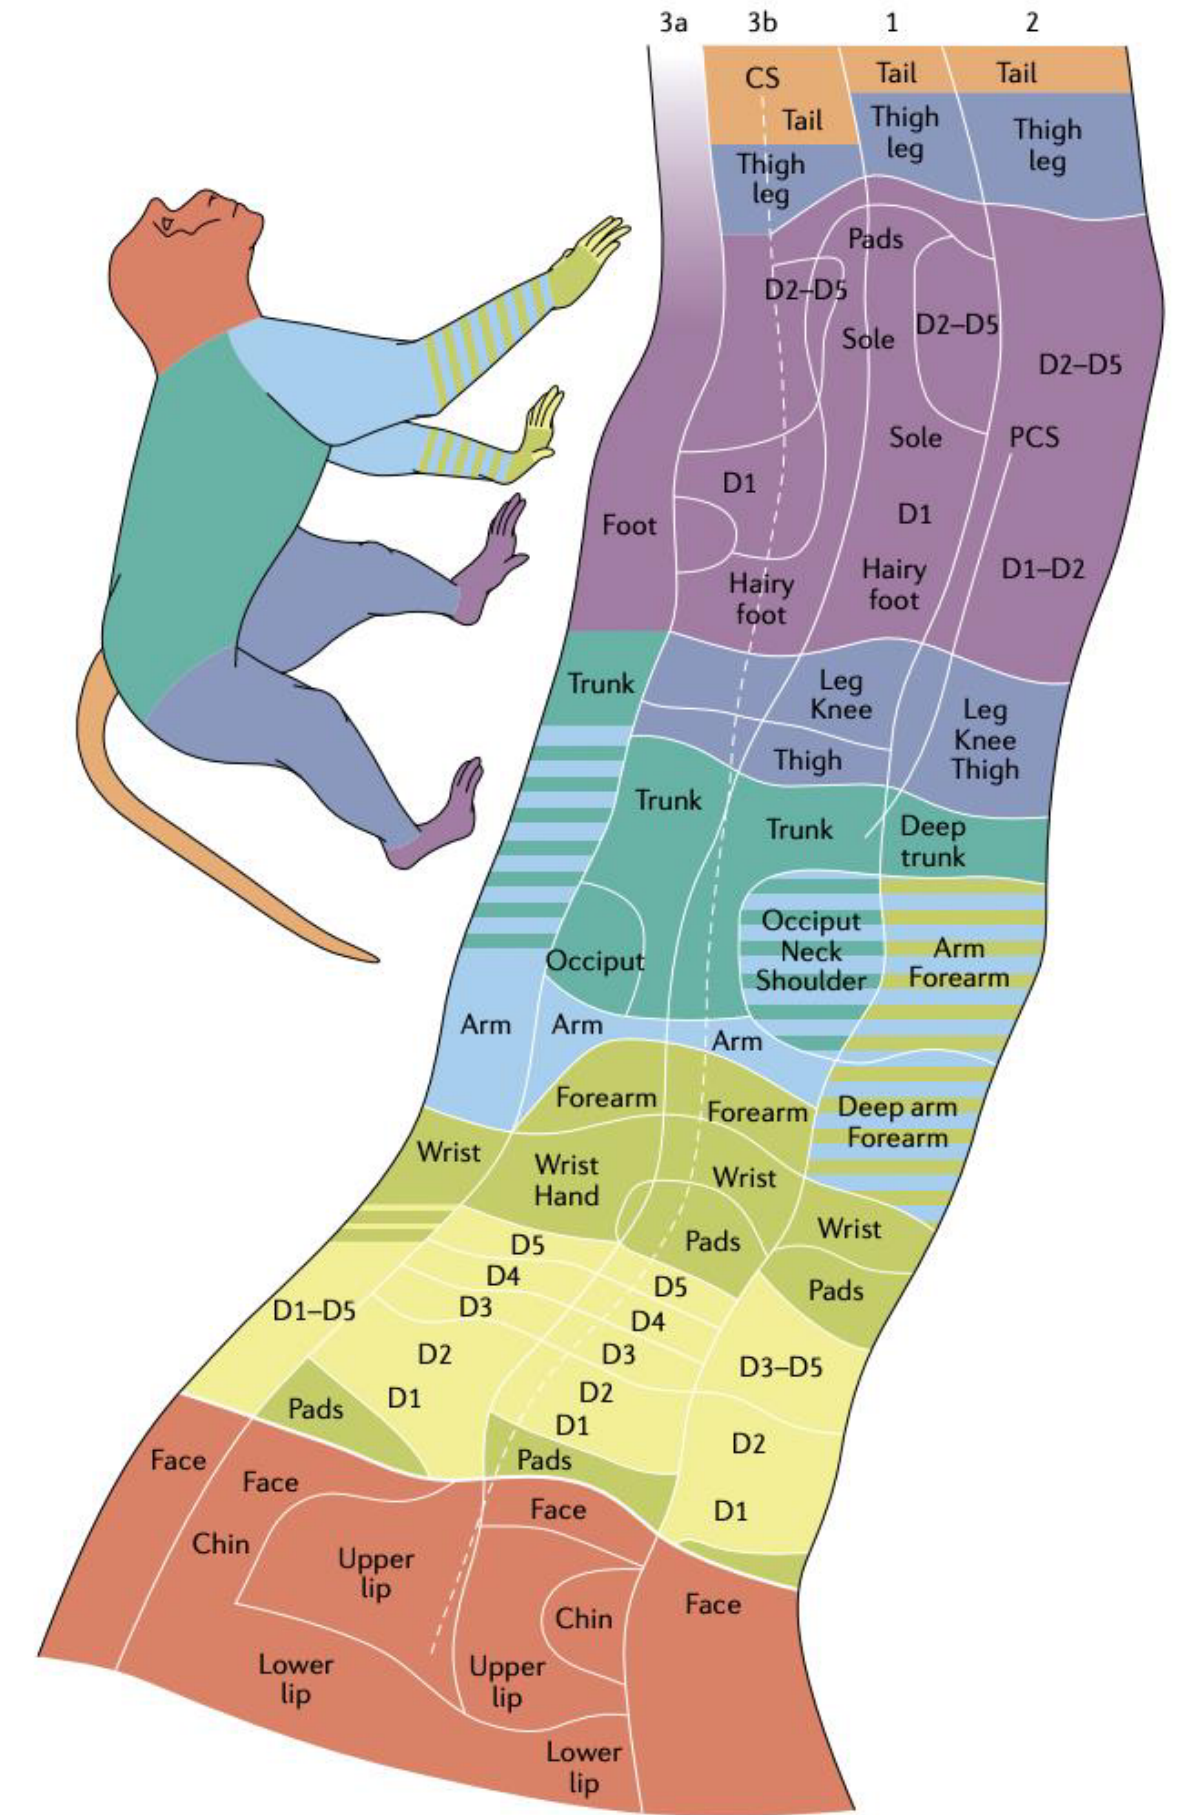 3a 3b 1 2
CS Tail Tail
Tail
Thigh
leg
Thigh
leg
Thigh
leg
Pads
D2–D5
D2–D5
Sole
D2–D5
Sole
PCS
D1
D1
Foot
Hairy
foot
Hairy
foot
D1–D2
Trunk
Leg
Knee
Leg
Knee
Thigh
Thigh
Trunk
Trunk
Deep
trunk
Occiput
Neck
Shoulder
Arm
Forearm
Occiput
Arm
Arm
Arm
Forearm
Forearm
Deep arm
Forearm
Wrist
Wrist
Hand
Wrist
Wrist
Pads
D5
D4
D3
D2
D1
D5
D4
D3
D2
D1
Pads
D1–D5
D3–D5
Pads
Pads
D2
D1
Face
Face
Face
Chin
Upper
lip
Chin
Face
Lower
lip
Upper
lip
Lower
lip